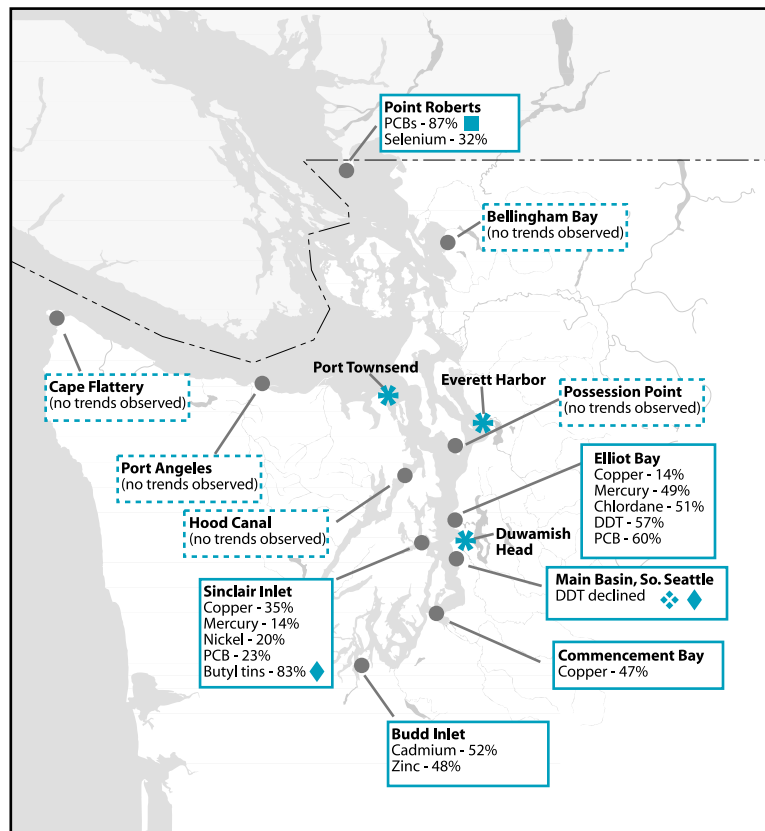 Point Roberts
PCBs - 87%
Selenium - 32%
Bellingham Bay
(no trends observed)
Cape Flattery
(no trends observed)
Port Townsend
Everett Harbor
Possession Point
(no trends observed)
Port Angeles
(no trends observed)
Elliot Bay
Copper - 14%
Mercury - 49%
Chlordane - 51%
DDT - 57%
PCB - 60%
Hood Canal
(no trends observed)
Duwamish
Head
Sinclair Inlet
Copper - 35%
Mercury - 14%
Nickel - 20%
PCB - 23%
Butyl tins - 83%
Main Basin, So. Seattle
DDT declined
Commencement Bay
Copper - 47%
Budd Inlet
Cadmium - 52%
Zinc - 48%